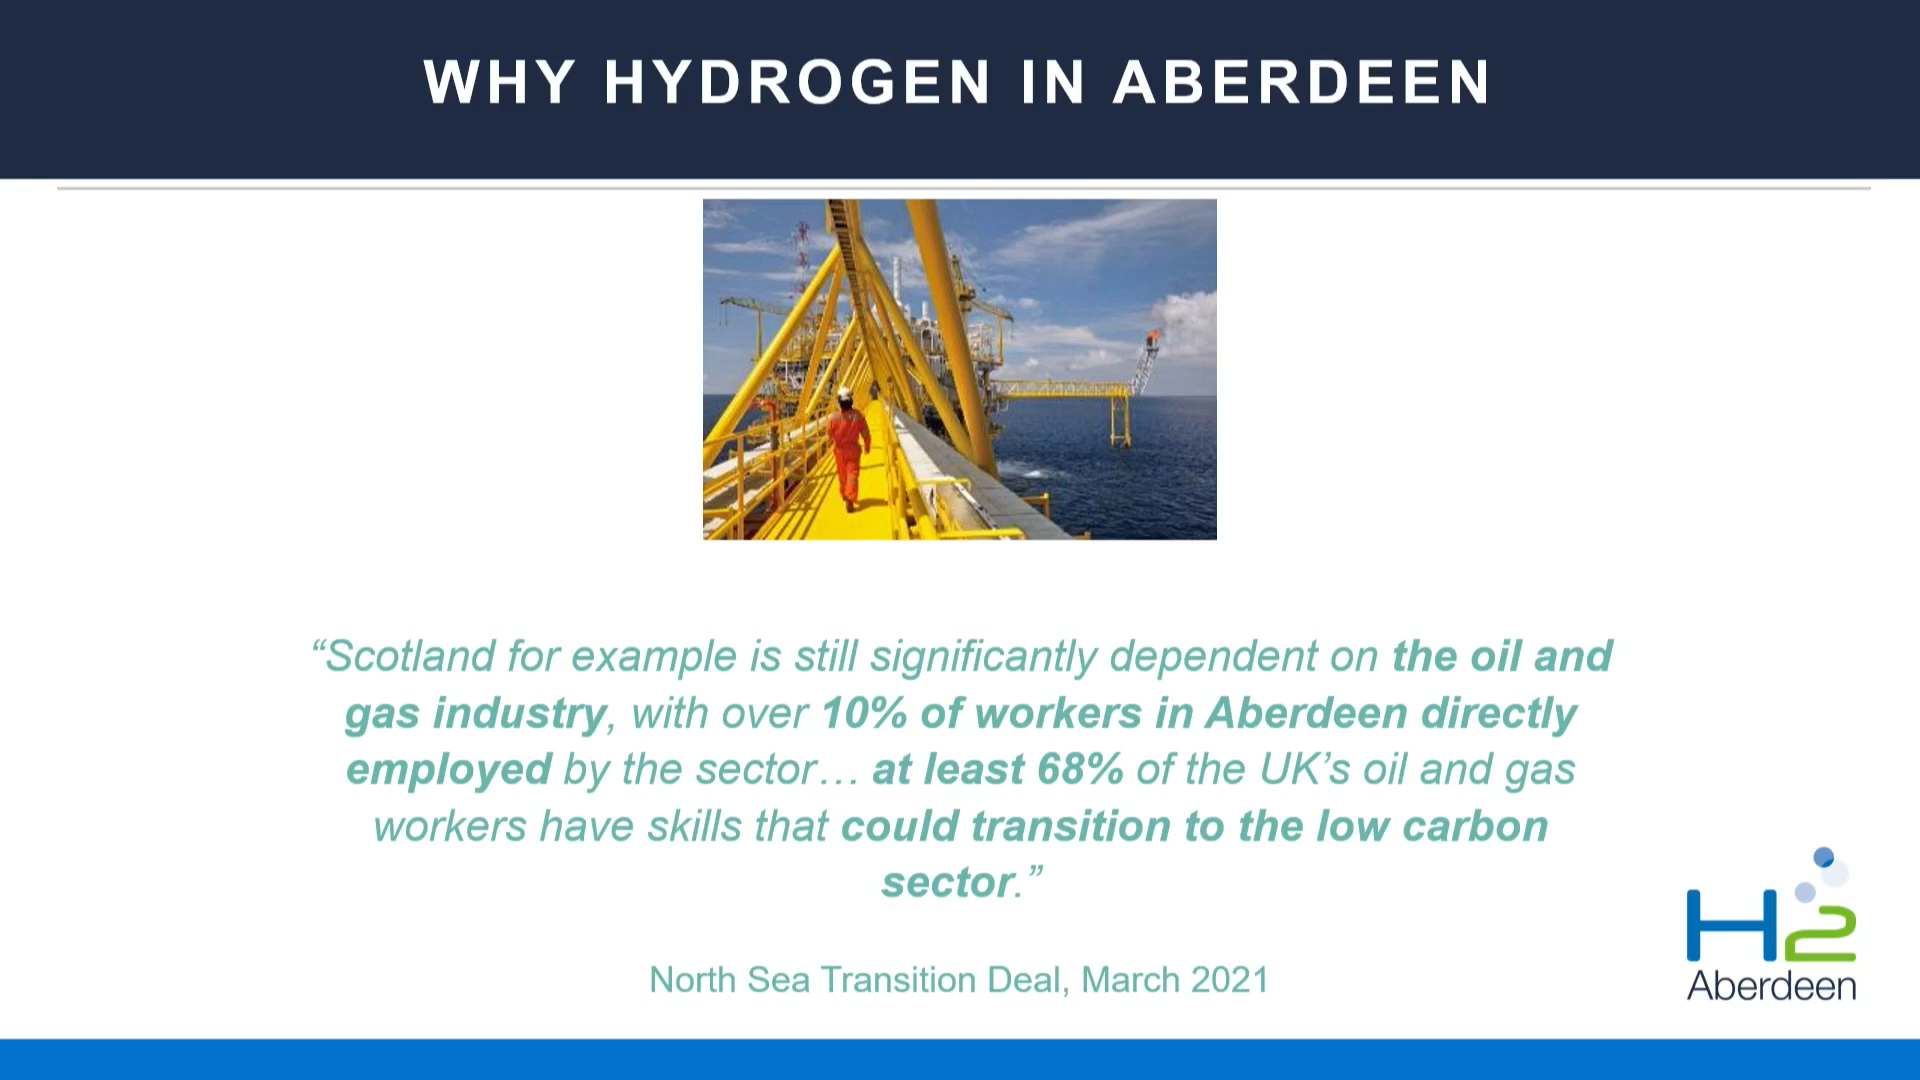 WHY HYDROGEN IN ABERDEEN
“Scotland for example is still significantly dependent on the oil and
gas industry, with over 10% of workers in Aberdeen directly
employed by the sector… at least 68% of the UK’s oil and gas
workers have skills that could transition to the low carbon
sector.”
North Sea Transition Deal, March 2021
H2
Aberdeen